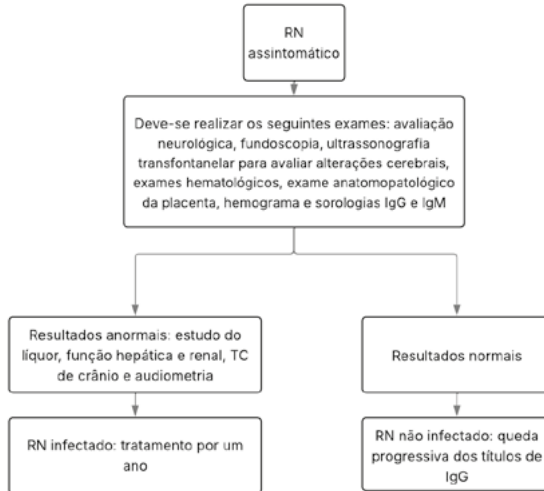 RN
assintomático
Deve-se realizar os seguintes exames: avaliação
neurológica, fundoscopia, ultrassonografia
transfontanelar para avaliar alterações cerebrais,
exames hematológicos, exame anatomopatológico
da placenta, hemograma e sorologias IgG e IgM
Resultados anormais: estudo do
líquor, função hepática e renal, TC
de crânio e audiometria
Resultados normais
RN infectado: tratamento por um
ano
RN não infectado: queda
progressiva dos títulos de
IgG